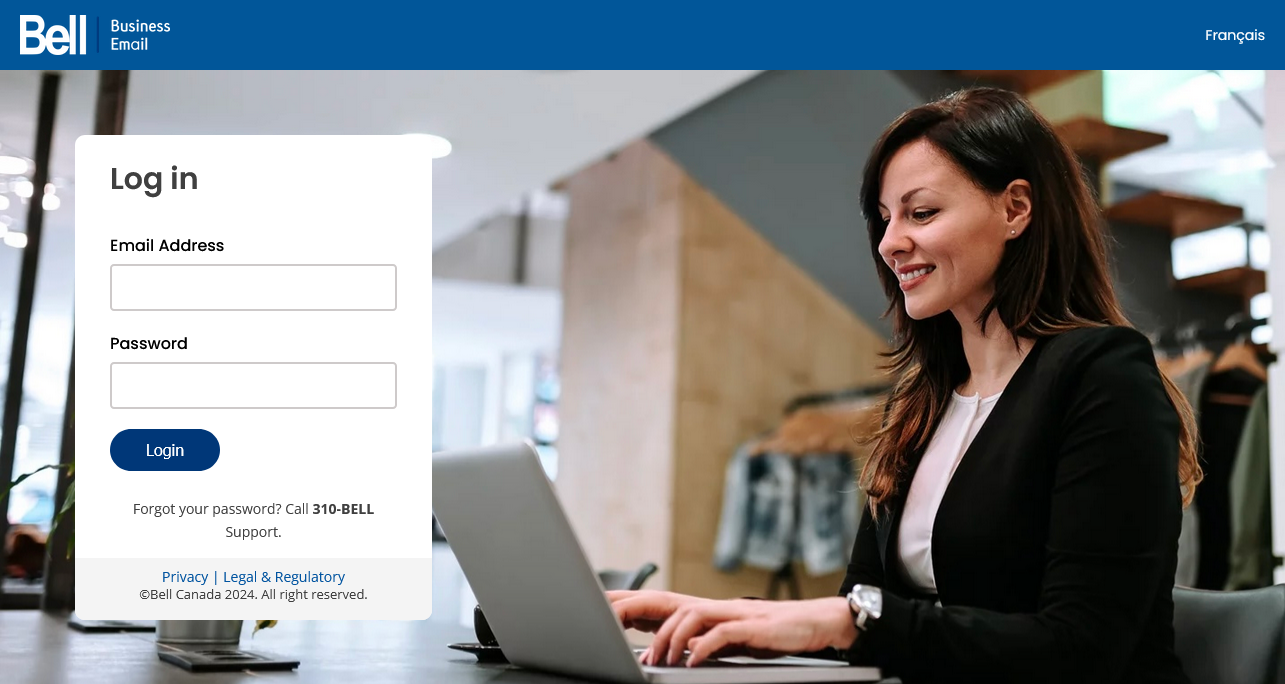 Bell
Business
Email
Français
Log in
Email Address
Password
Login
Forgot your password? Call 310-BELL
Support.
Privacy | Legal & Regulatory
©Bell Canada 2024. All right reserved.